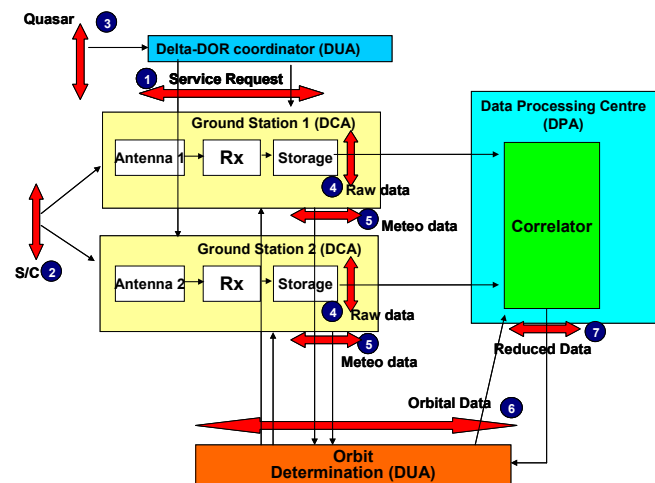 Quasar
3
Delta-DOR coordinator (DUA)
1
Service Request
Ground Station 1 (DCA)
Antenna 1
Rx
Storage
4
Raw data
5
Meteo data
Data Processing Centre
(DPA)
Correlator
S/C
2
Ground Station 2 (DCA)
Antenna 2
Rx
Storage
4
Raw data
5
Meteo data
7
Reduced Data
Orbital Data
6
Orbit
Determination (DUA)